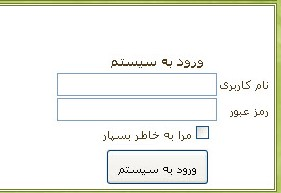 ورود به سیستم
نام کاربری
رمز عبور
مرا به خاطر بسپار
ورود به سیستم